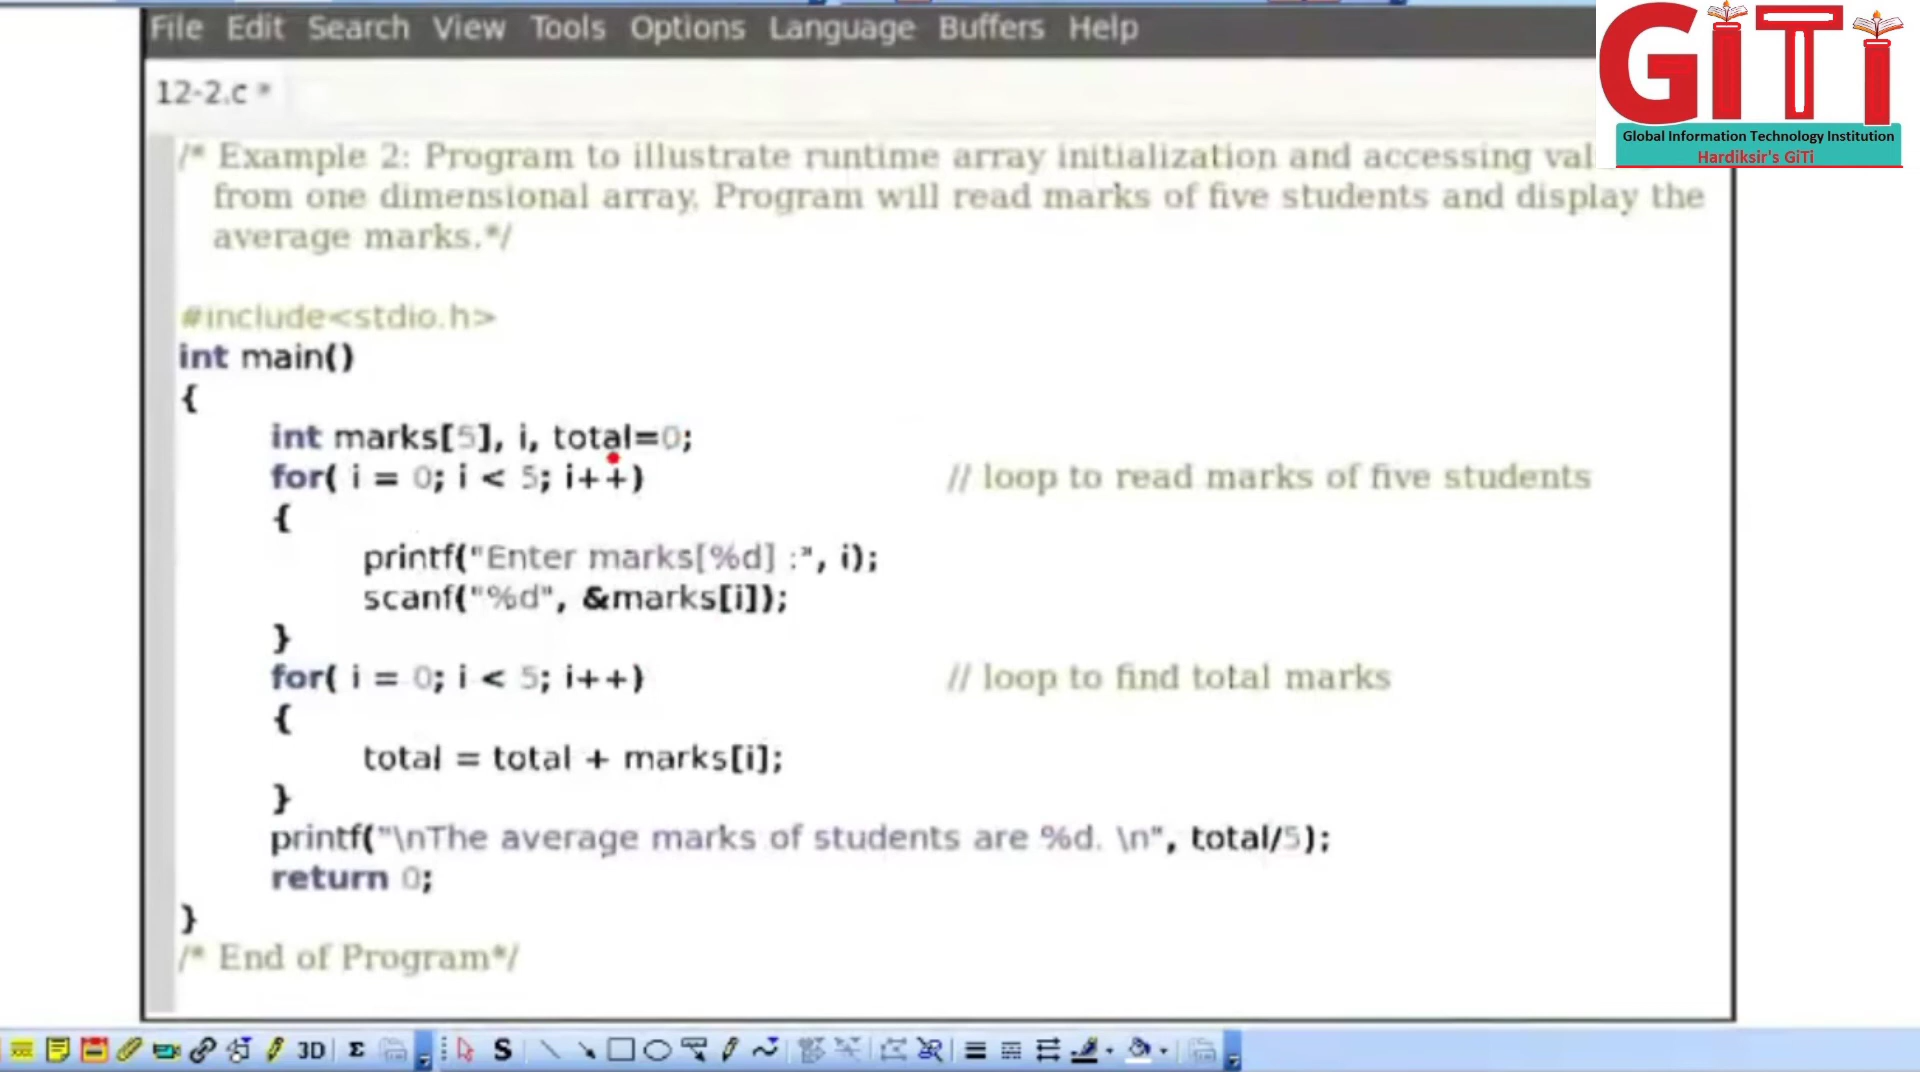 File Edit Search View Tools Options Language Buffers Help
GiTi
Global Information Technology Institution
Hardiksir's GiTi
12-2.c *
/* Example 2: Program to illustrate runtime array initialization and accessing val
from one dimensional array. Program will read marks of five students and display the
average marks.*/
#include<stdio.h>
int main()
{
int marks[5], i, total=0;
for( i = 0; i < 5; i++) // loop to read marks of five students
{
printf("Enter marks[%d] :", i);
scanf("%d", &marks[i]);
}
for( i = 0; i < 5; i++) // loop to find total marks
{
total = total + marks[i];
}
printf("\nThe average marks of students are %d. \n", total/5);
return 0;
}
/* End of Program*/
3D Σ S